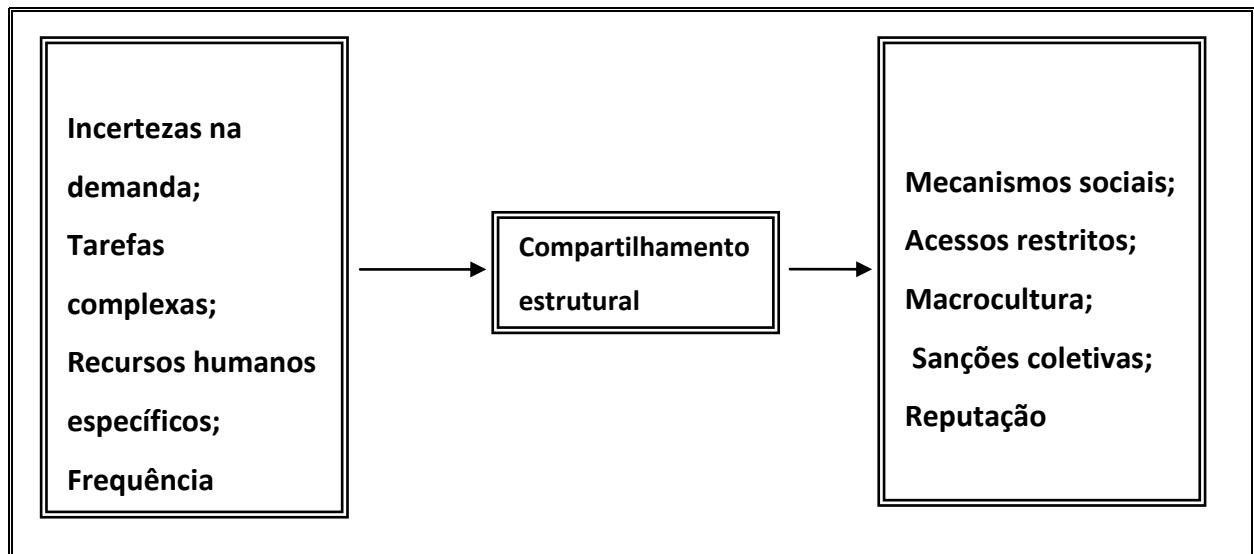 Incertezas na
demanda;
Tarefas
complexas;
Recursos humanos
específicos;
Frequência
Compartilhamento
estrutural
Mecanismos sociais;
Acessos restritos;
Macrocultura;
Sanções coletivas;
Reputação